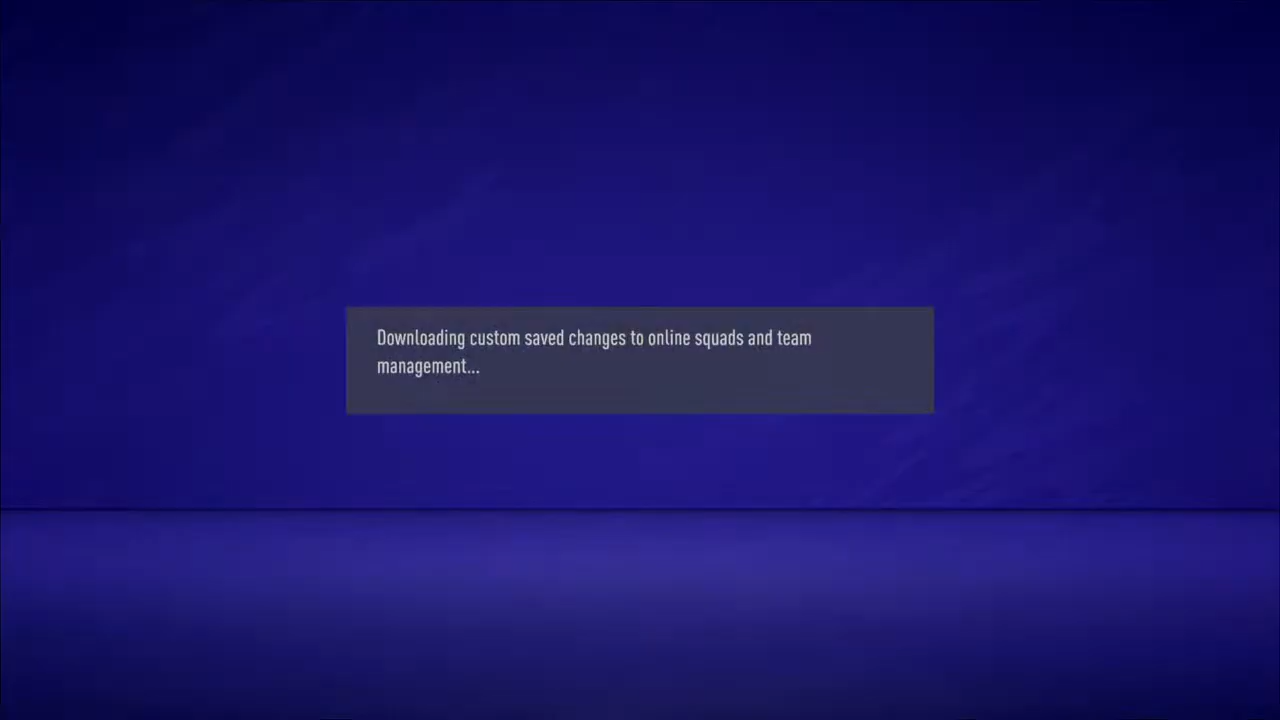 Downloading custom saved changes to online squads and team
management...